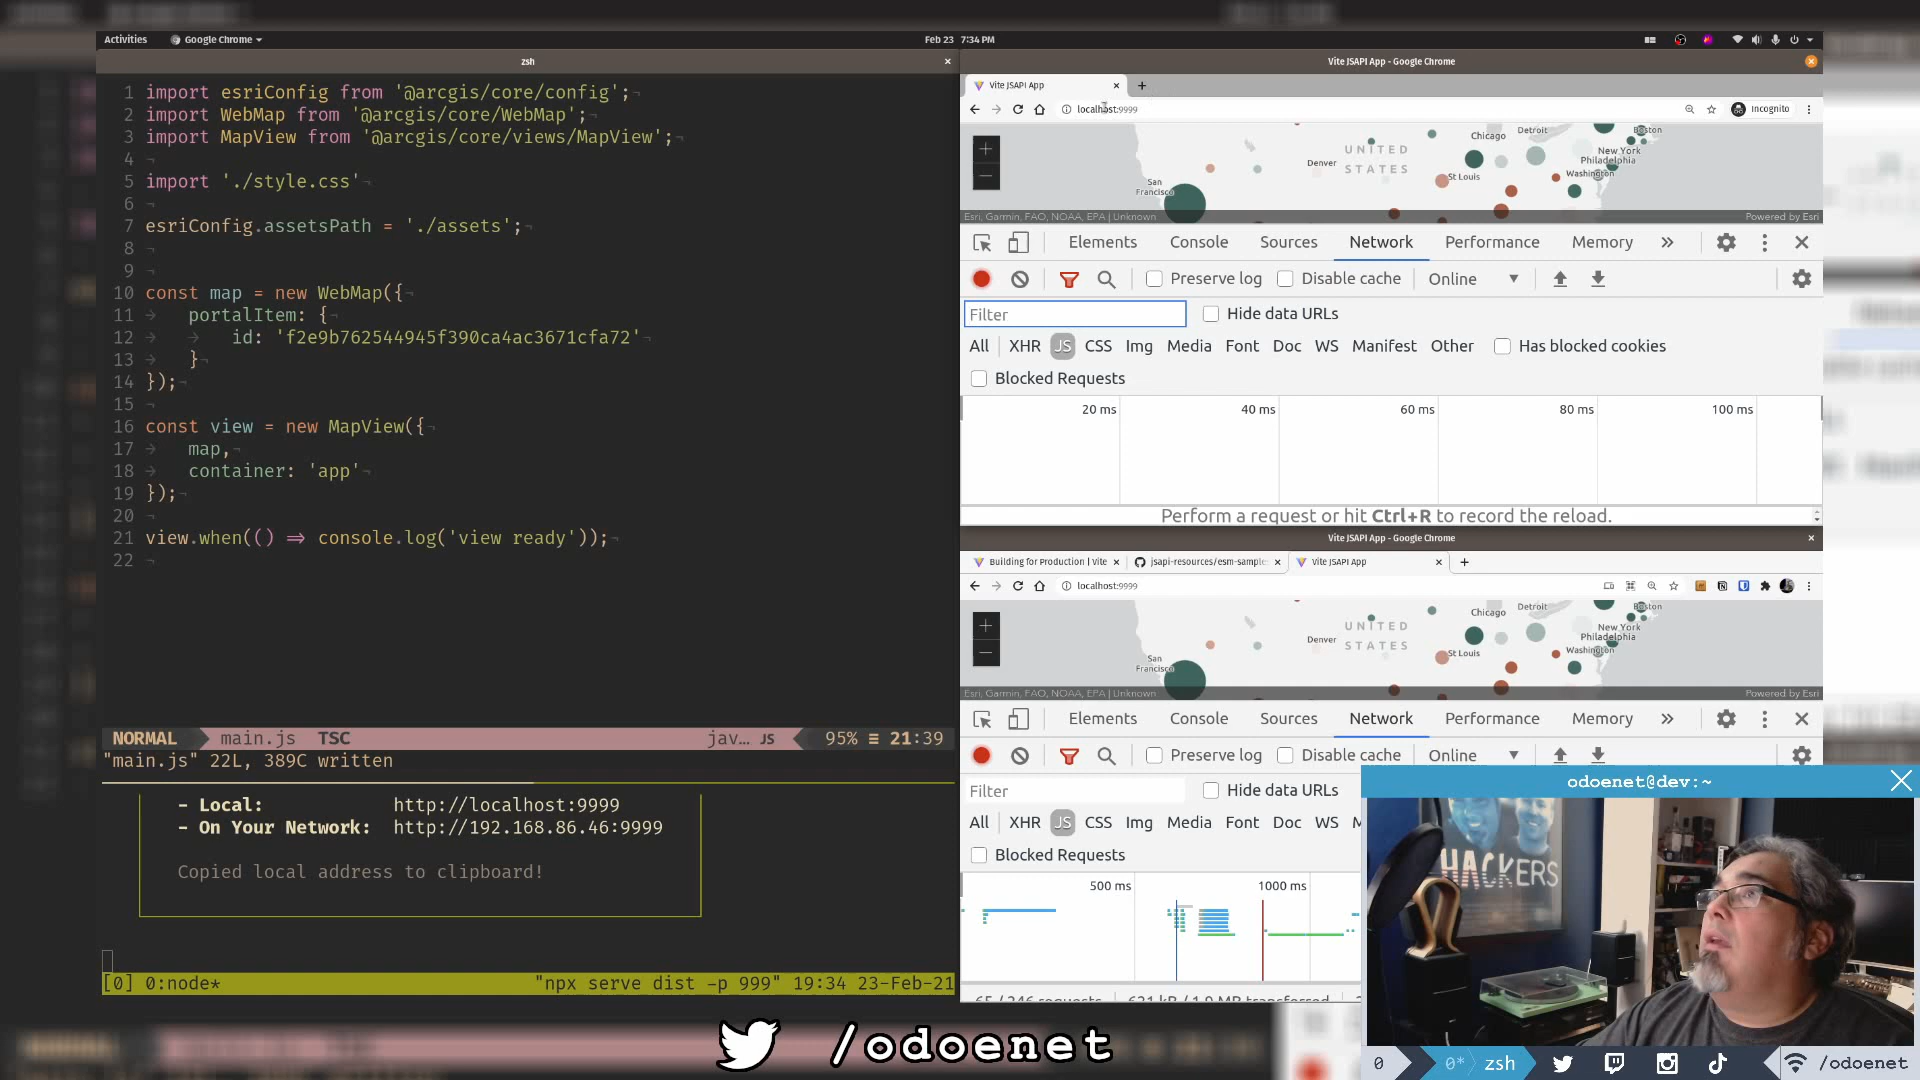 Activities Google Chrome Feb 23 7:34 PM
zsh
1 import esriConfig from '@arcgis/core/config';
2 import WebMap from '@arcgis/core/WebMap';
3 import MapView from '@arcgis/core/views/MapView';
4
5 import './style.css'
6
7 esriConfig.assetsPath = './assets';
8
9
10 const map = new WebMap({
11 portalItem: {
12 id: 'f2e9b762544945f390ca4ac3671cfa72'
13 }
14 });
15
16 const view = new MapView({
17 map,
18 container: 'app'
19 });
20
21 view.when(() => console.log('view ready'));
22
NORMAL main.js TSC jav... JS 95% ≡ 21:39
"main.js" 22L, 389C written
- Local: http://localhost:9999
- On Your Network: http://192.168.86.46:9999
Copied local address to clipboard!
[0] 0:node* "npx serve dist -p 999" 19:34 23-Feb-21
Vite JSAPI App - Google Chrome
Vite JSAPI App
localhost:9999 Incognito
Chicago Detroit Boston
UNITED STATES
Denver
New York
Philadelphia
St Louis
Washington
San Francisco
Esri, Garmin, FAO, NOAA, EPA | Unknown Powered by Esri
Elements Console Sources Network Performance Memory »
Preserve log Disable cache Online
Filter Hide data URLs
All XHR JS CSS Img Media Font Doc WS Manifest Other Has blocked cookies
Blocked Requests
20 ms 40 ms 60 ms 80 ms 100 ms
Perform a request or hit Ctrl+R to record the reload.
Vite JSAPI App - Google Chrome
Building for Production | Vite jsapi-resources/esm-sample Vite JSAPI App
localhost:9999
Chicago Detroit Boston
UNITED STATES
Denver
New York
Philadelphia
St Louis
Washington
San Francisco
Esri, Garmin, FAO, NOAA, EPA | Unknown Powered by Esri
Elements Console Sources Network Performance Memory »
Preserve log Disable cache Online
Filter Hide data URLs
All XHR JS CSS Img Media Font Doc WS M
Blocked Requests
500 ms 1000 ms
65 / 246 requests 631 kB / 1.9 MB transferred
odoenet@dev:~
HACKERS
/odoenet
0 0* zsh /odoenet